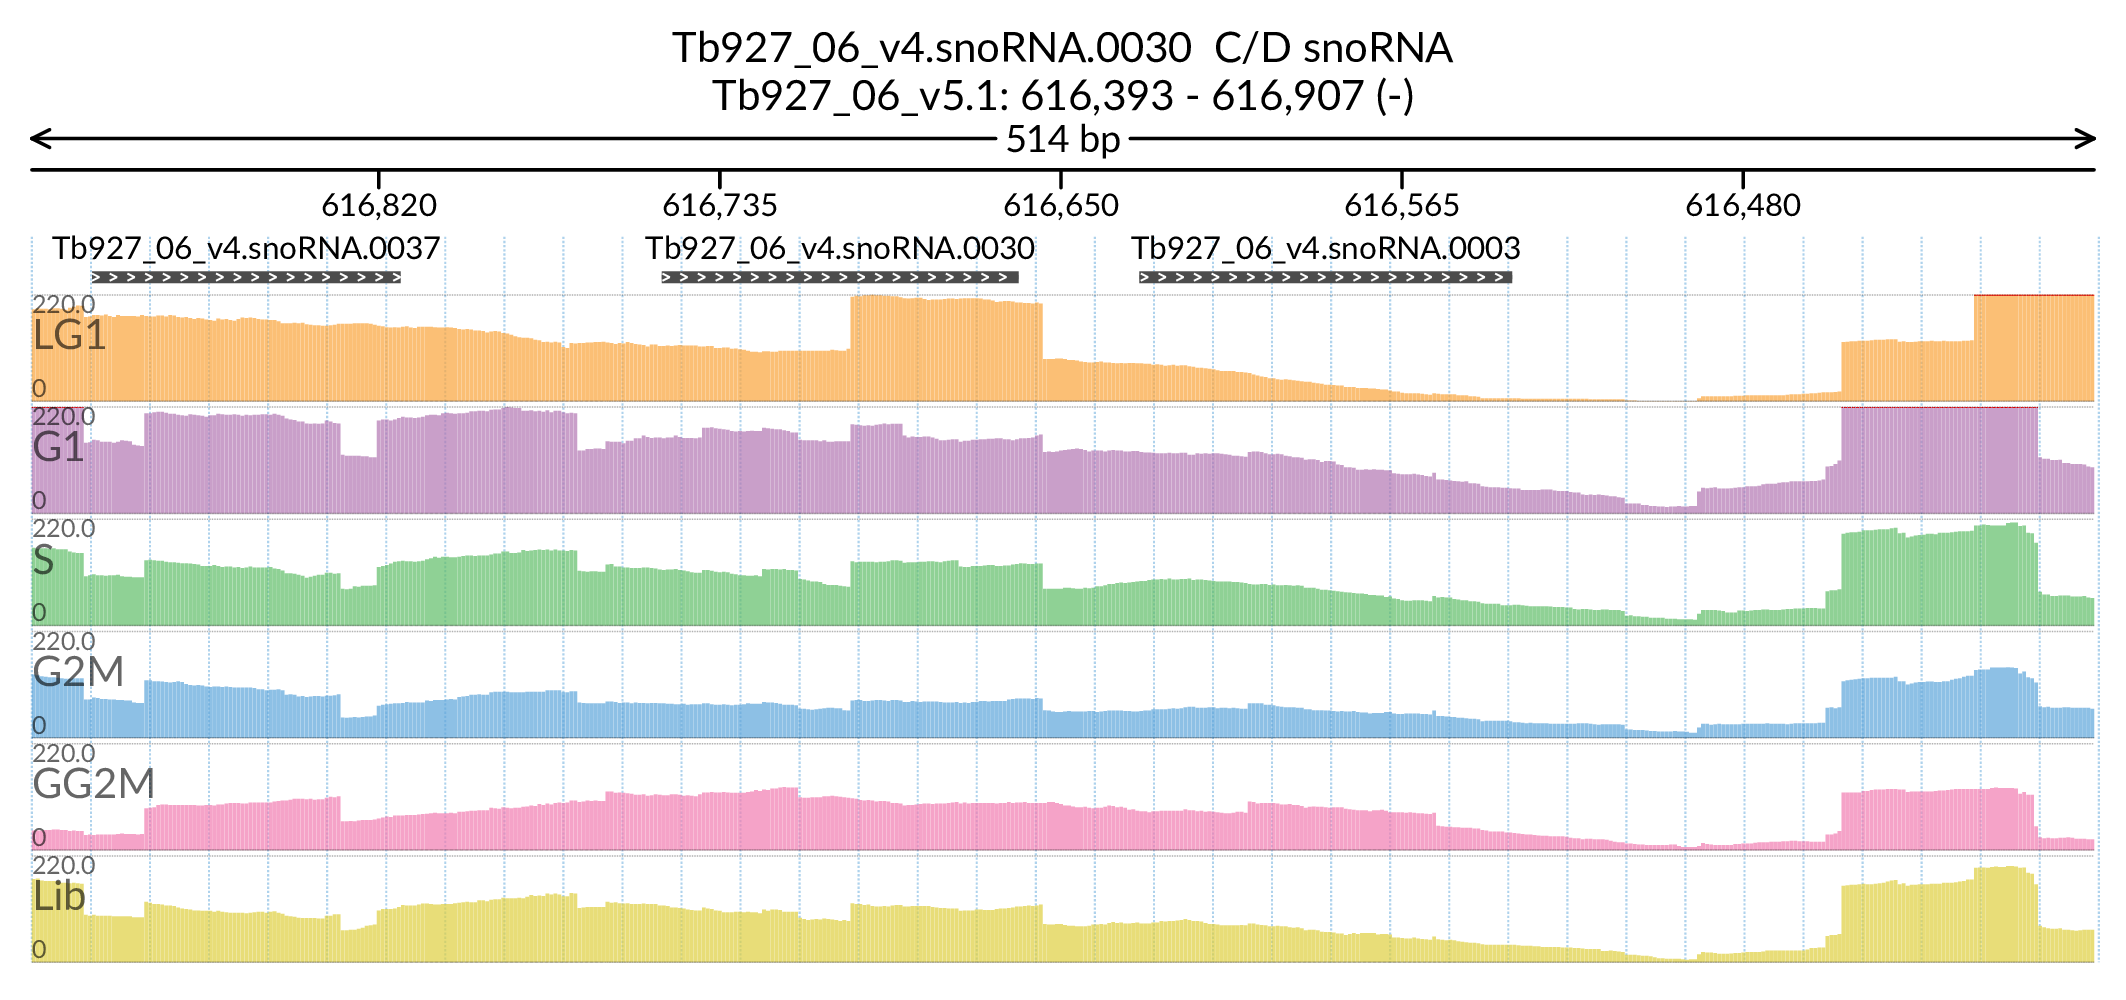 Tb927_06_v4.snoRNA.0030 C/D snoRNA
Tb927_06_v5.1: 616,393 - 616,907 (-)
514 bp
616,820 616,735 616,650 616,565 616,480
Tb927_06_v4.snoRNA.0037 Tb927_06_v4.snoRNA.0030 Tb927_06_v4.snoRNA.0003
220.0
LG1
0
220.0
G1
0
220.0
S
0
220.0
G2M
0
220.0
GG2M
0
220.0
Lib
0